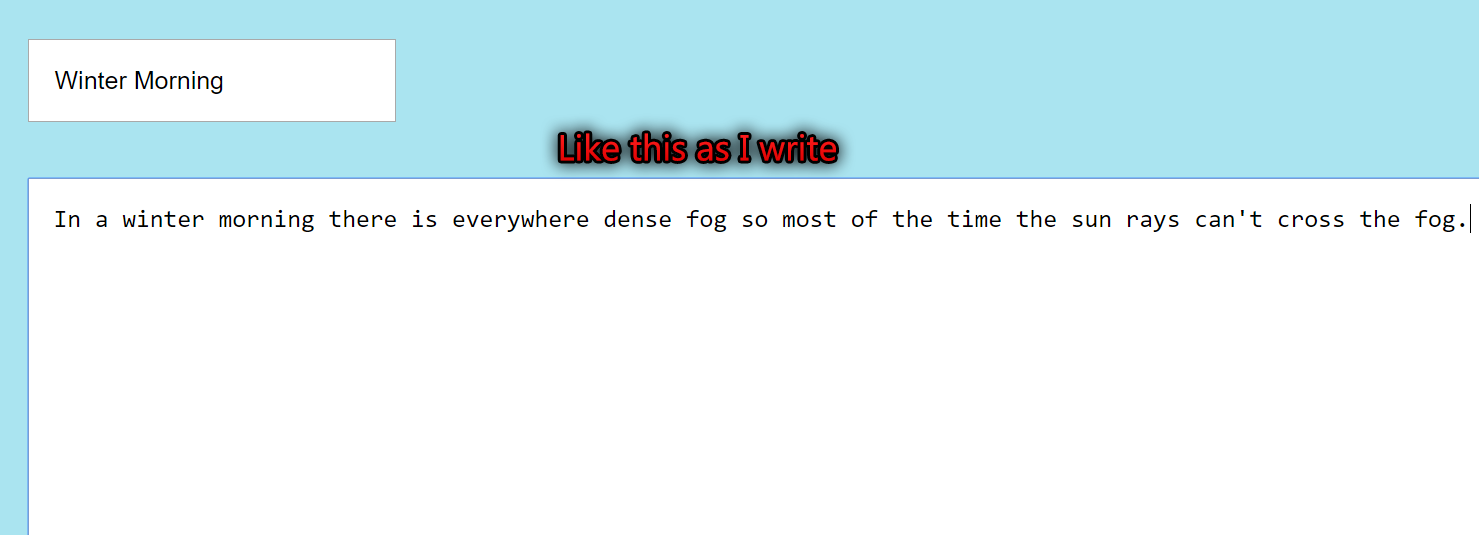 Winter Morning
Like this as I write
In a winter morning there is everywhere dense fog so most of the time the sun rays can't cross the fog.